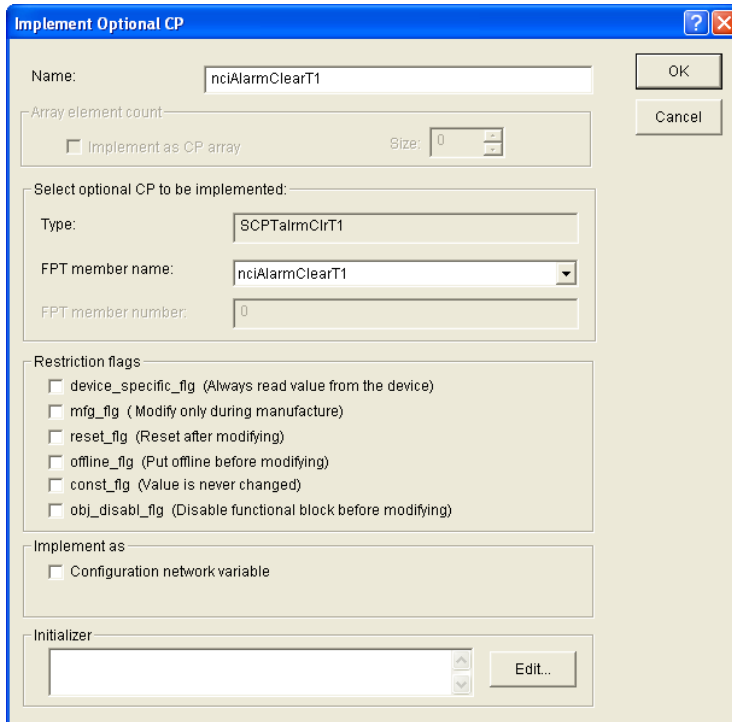 Implement Optional CP
Name: nciAlarmClearT1
OK
Cancel
Array element count
Implement as CP array Size: 0
Select optional CP to be implemented:
Type: SCPTalrmClrT1
FPT member name: nciAlarmClearT1
FPT member number: 0
Restriction flags
device_specific_flg (Always read value from the device)
mfg_flg ( Modify only during manufacture)
reset_flg (Reset after modifying)
offline_flg (Put offline before modifying)
const_flg (Value is never changed)
obj_disabl_flg (Disable functional block before modifying)
Implement as
Configuration network variable
Initializer
Edit...